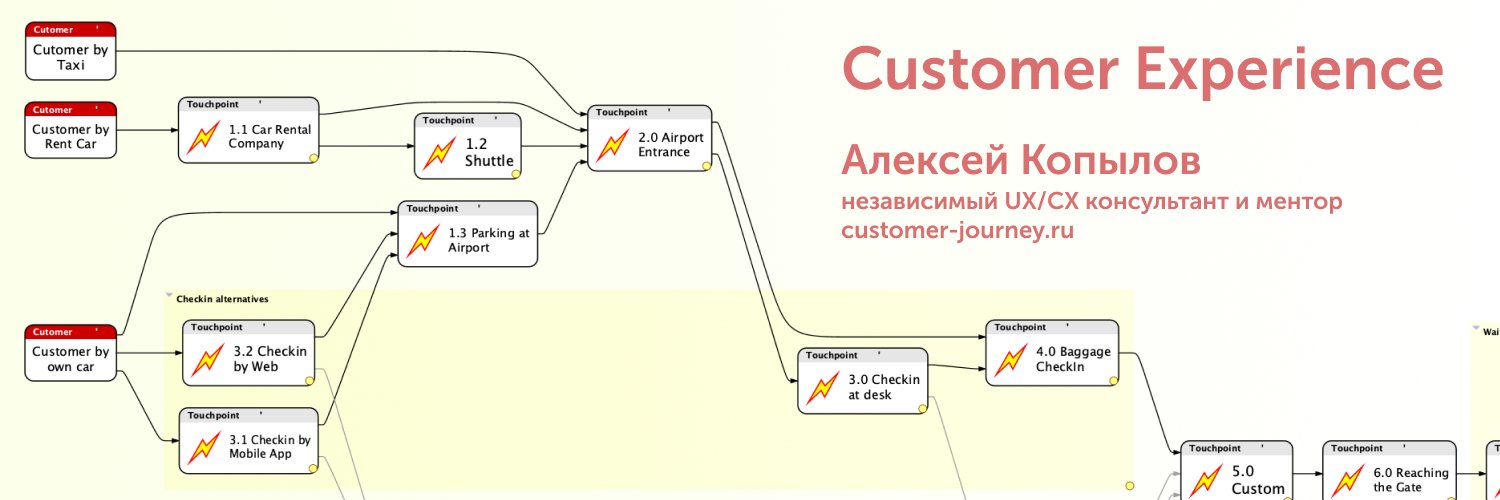 Cutomer '
Cutomer by
Taxi
Cutomer '
Customer by
Rent Car
Touchpoint '
1.1 Car Rental
Company
Touchpoint '
1.2
Shuttle
Touchpoint '
2.0 Airport
Entrance
Touchpoint '
1.3 Parking at
Airport
Customer Experience
Алексей Копылов
независимый UX/CX консультант и ментор
customer-journey.ru
Checkin alternatives
Cutomer '
Customer by
own car
Touchpoint '
3.2 Checkin
by Web
Touchpoint '
3.1 Checkin by
Mobile App
Touchpoint '
3.0 Checkin
at desk
Touchpoint '
4.0 Baggage
CheckIn
Touchpoint '
5.0
Custom
Touchpoint '
6.0 Reaching
the Gate